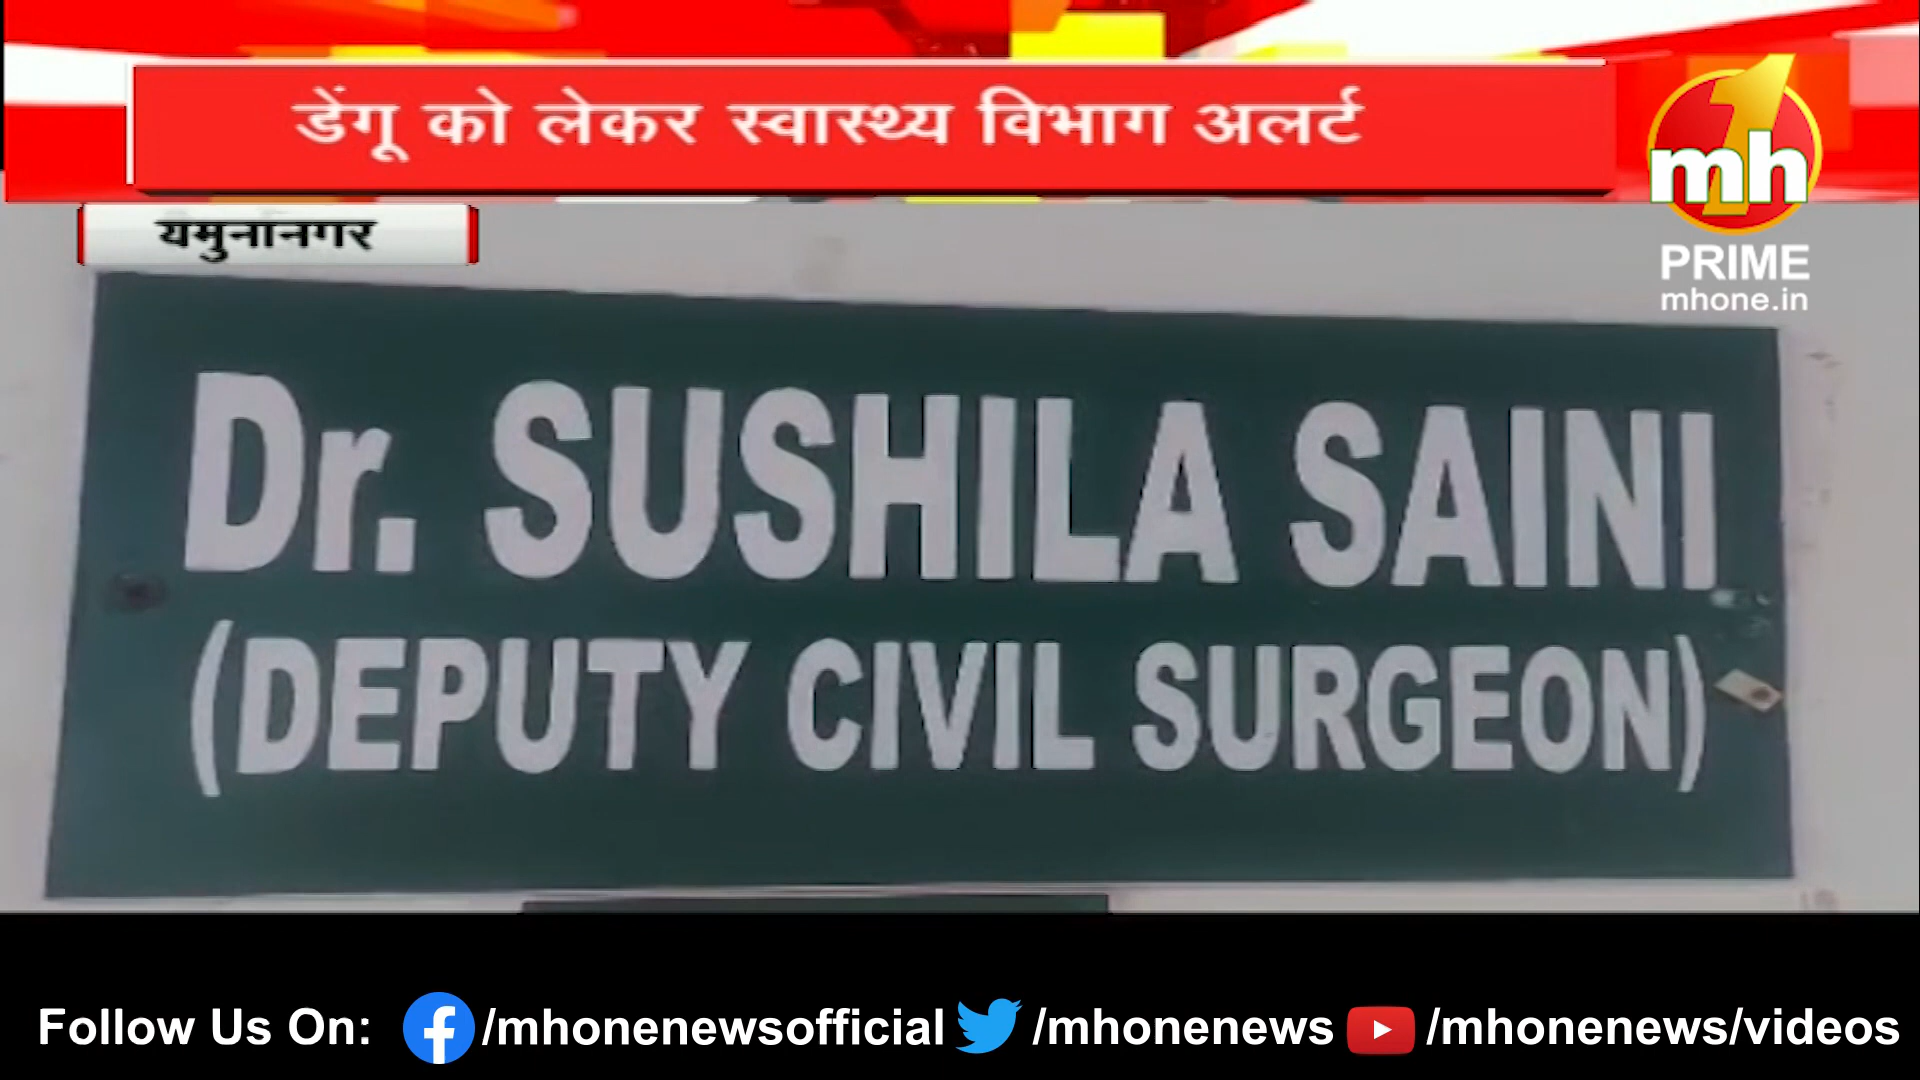 डेंगू को लेकर स्वास्थ्य विभाग अलर्ट
1
mh
PRIME
mhone.in
यमुनानगर
Dr. SUSHILA SAINI
(DEPUTY CIVIL SURGEON)
Follow Us On: /mhonenewsofficial /mhonenews /mhonenews/videos